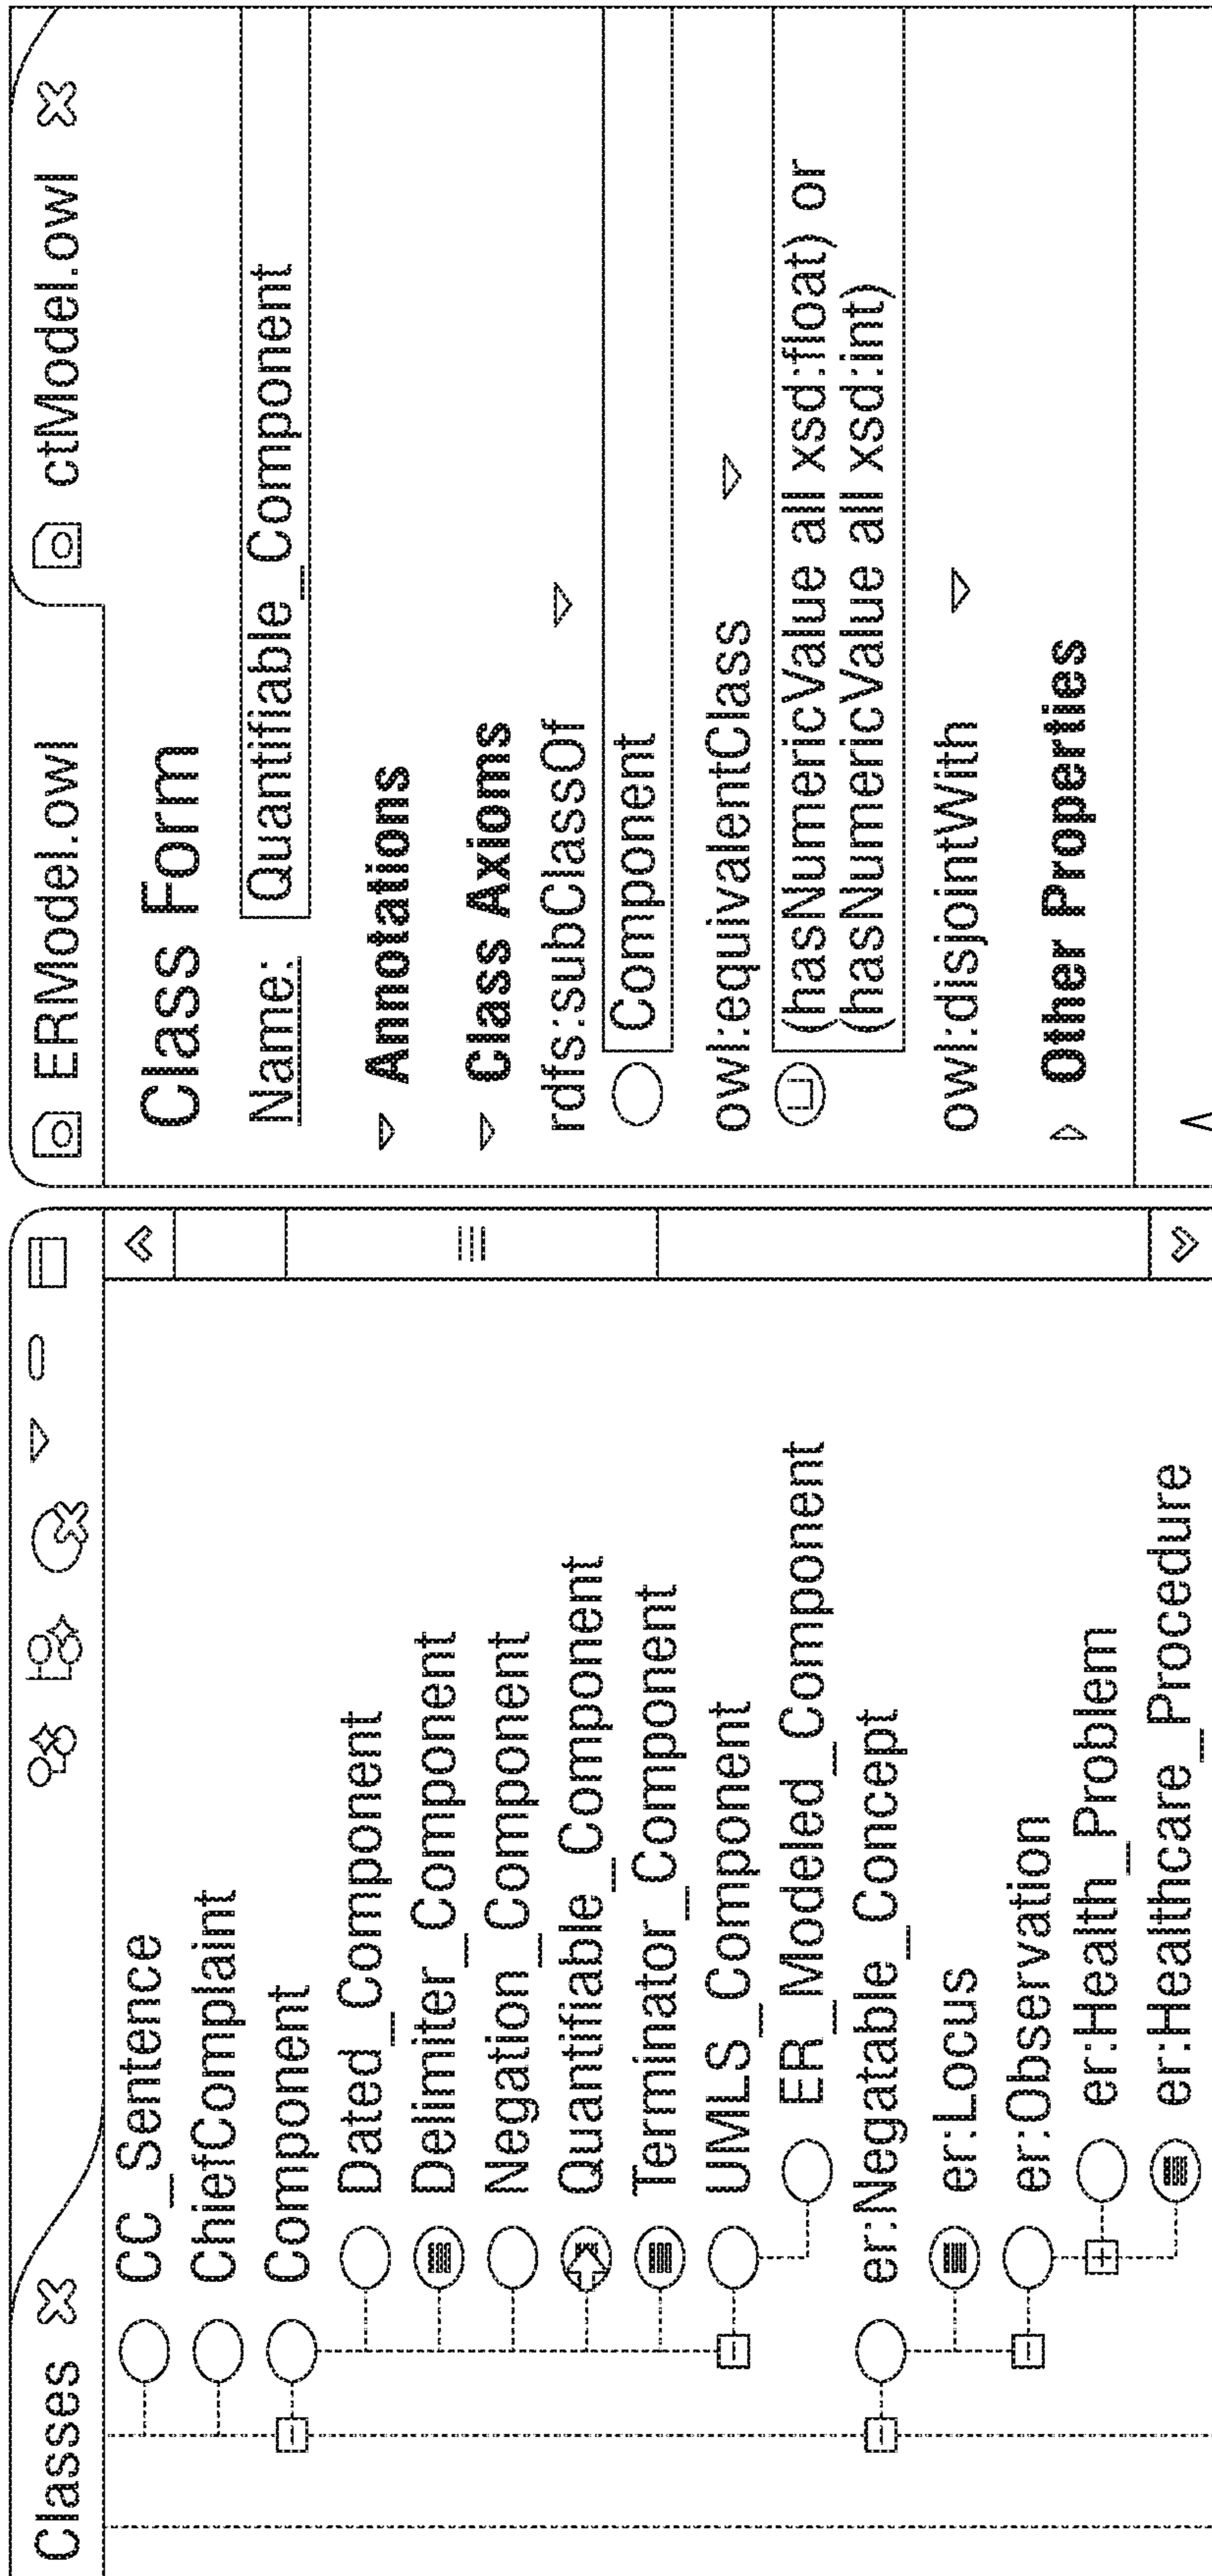 Classes
CC_Sentence
ChiefComplaint
Component
Dated_Component
Delimiter_Component
Negation_Component
Quantifiable_Component
Terminator_Component
UMLS_Component
ER_Modeled_Component
er:Negatable_Concept
er:Locus
er:Observation
er:Health_Problem
er:Healthcare_Procedure
ERModel.owl
ctModel.owl
Class Form
Name: Quantifiable_Component
Annotations
Class Axioms
rdfs:subClassOf
Component
owl:equivalentClass
(hasNumericValue all xsd:float) or
(hasNumericValue all xsd:int)
owl:disjointWith
Other Properties